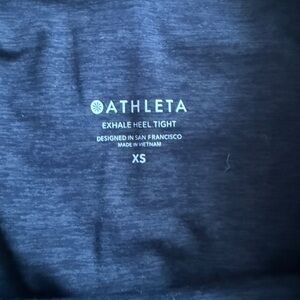 ATHLETA
EXHALE HEEL TIGHT
DESIGNED IN SAN FRANCISCO
MADE IN VIETNAM
XS